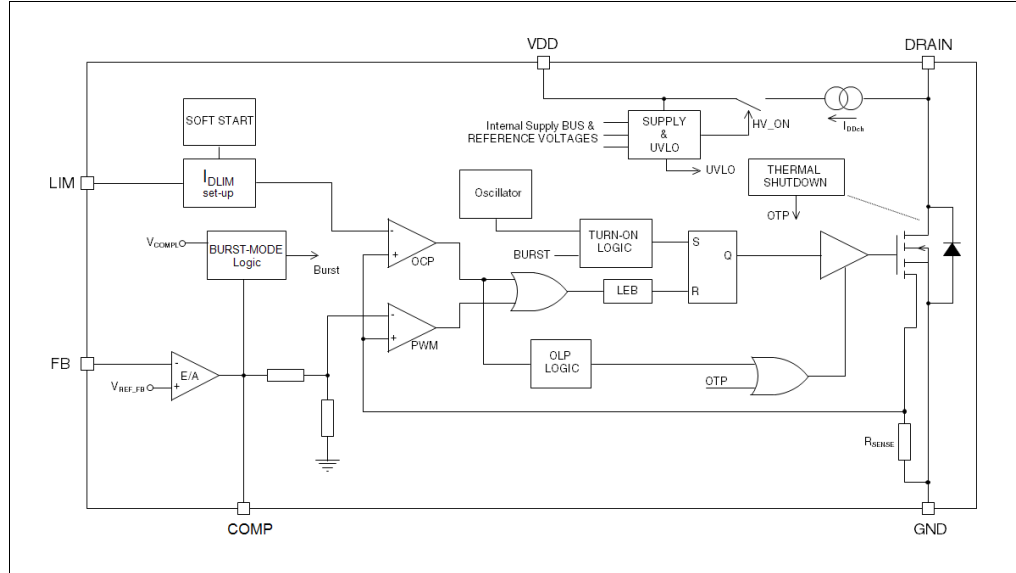 VDD
DRAIN
SOFT START
Internal Supply BUS &
REFERENCE VOLTAGES
SUPPLY
&
UVLO
HV_ON
IDDch
UVLO
LIM
IDLIM
set-up
Oscillator
THERMAL
SHUTDOWN
OTP
VCOMPL
BURST-MODE
Logic
Burst
-
+
OCP
TURN-ON
LOGIC
BURST
S
Q
R
LEB
-
+
PWM
FB
-
E/A
+
VREF_FB
OLP
LOGIC
OTP
RSENSE
COMP
GND